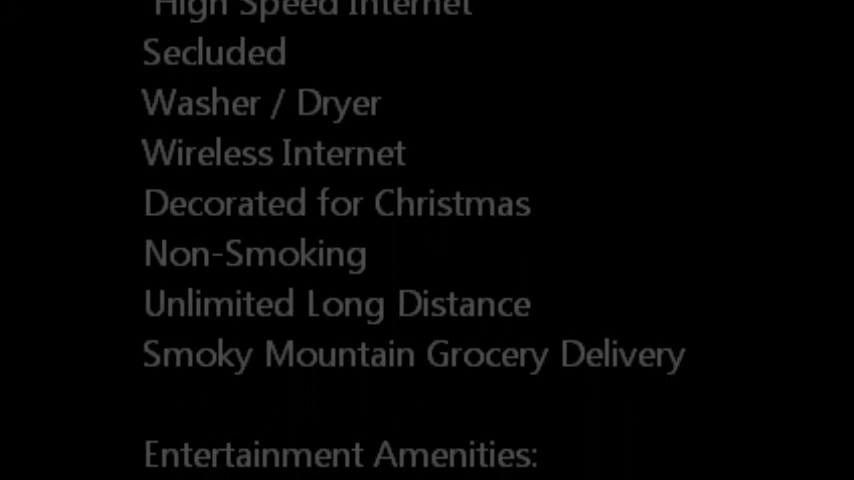 High Speed Internet
Secluded
Washer / Dryer
Wireless Internet
Decorated for Christmas
Non-Smoking
Unlimited Long Distance
Smoky Mountain Grocery Delivery
Entertainment Amenities: